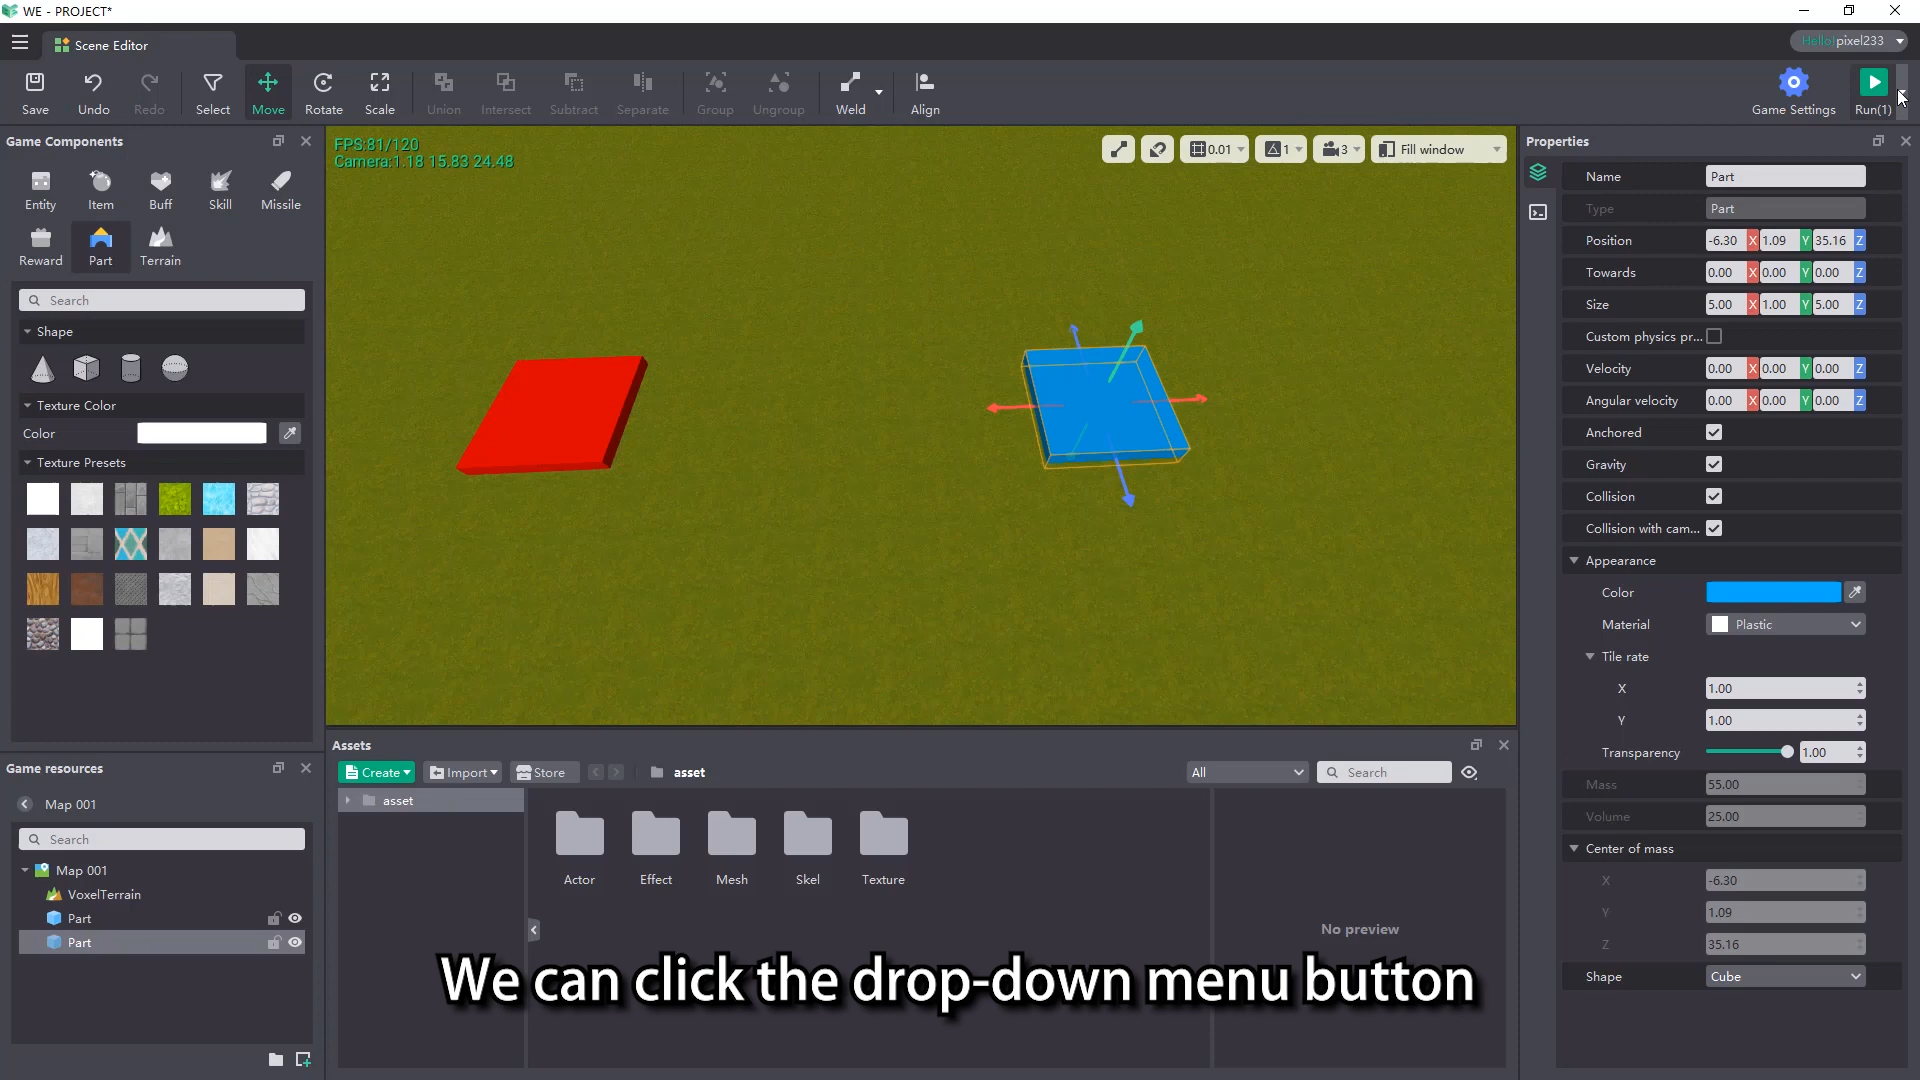 WE - PROJECT*
Scene Editor
Hello! pixel233
Save
Undo
Redo
Select
Move
Rotate
Scale
Union
Intersect
Subtract
Separate
Group
Ungroup
Weld
Align
Game Settings
Run(1)
Game Components
Entity
Item
Buff
Skill
Missile
Reward
Part
Terrain
Search
Shape
Texture Color
Color
Texture Presets
FPS:81/120
Camera:1.18 15.83 24.48
0.01
1
3
Fill window
Game resources
Map 001
Search
Map 001
VoxelTerrain
Part
Part
Assets
Create
Import
Store
asset
All
Search
asset
Actor
Effect
Mesh
Skel
Texture
No preview
We can click the drop-down menu button
Properties
Name Part
Type Part
Position -6.30 X 1.09 Y 35.16 Z
Towards 0.00 X 0.00 Y 0.00 Z
Size 5.00 X 1.00 Y 5.00 Z
Custom physics pr...
Velocity 0.00 X 0.00 Y 0.00 Z
Angular velocity 0.00 X 0.00 Y 0.00 Z
Anchored
Gravity
Collision
Collision with cam...
Appearance
Color
Material Plastic
Tile rate
X 1.00
Y 1.00
Transparency 1.00
Mass 55.00
Volume 25.00
Center of mass
X -6.30
Y 1.09
Z 35.16
Shape Cube